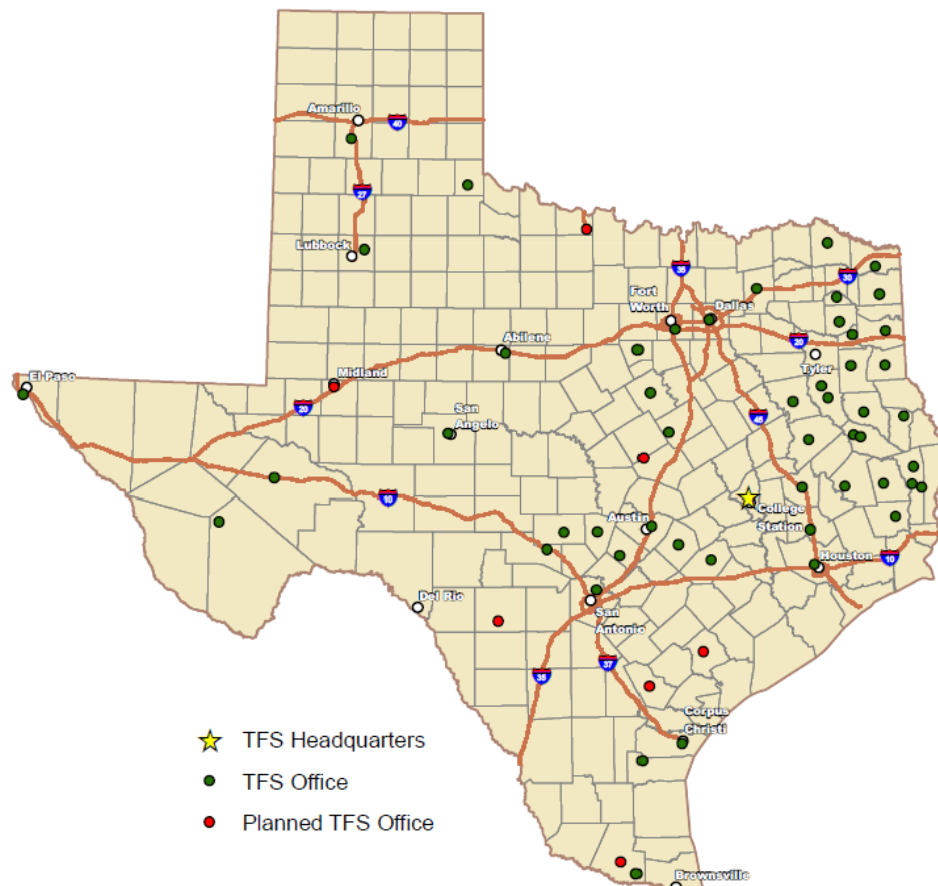 Amarillo
40
27
Lubbock
35
30
Fort
Worth
Dallas
Abilene
20
Tyler
El Paso
Midland
20
San
Angelo
45
10
Austin
College
Station
Houston
10
Del Rio
San
Antonio
35
37
Corpus
Christi
TFS Headquarters
TFS Office
Planned TFS Office
Brownsville